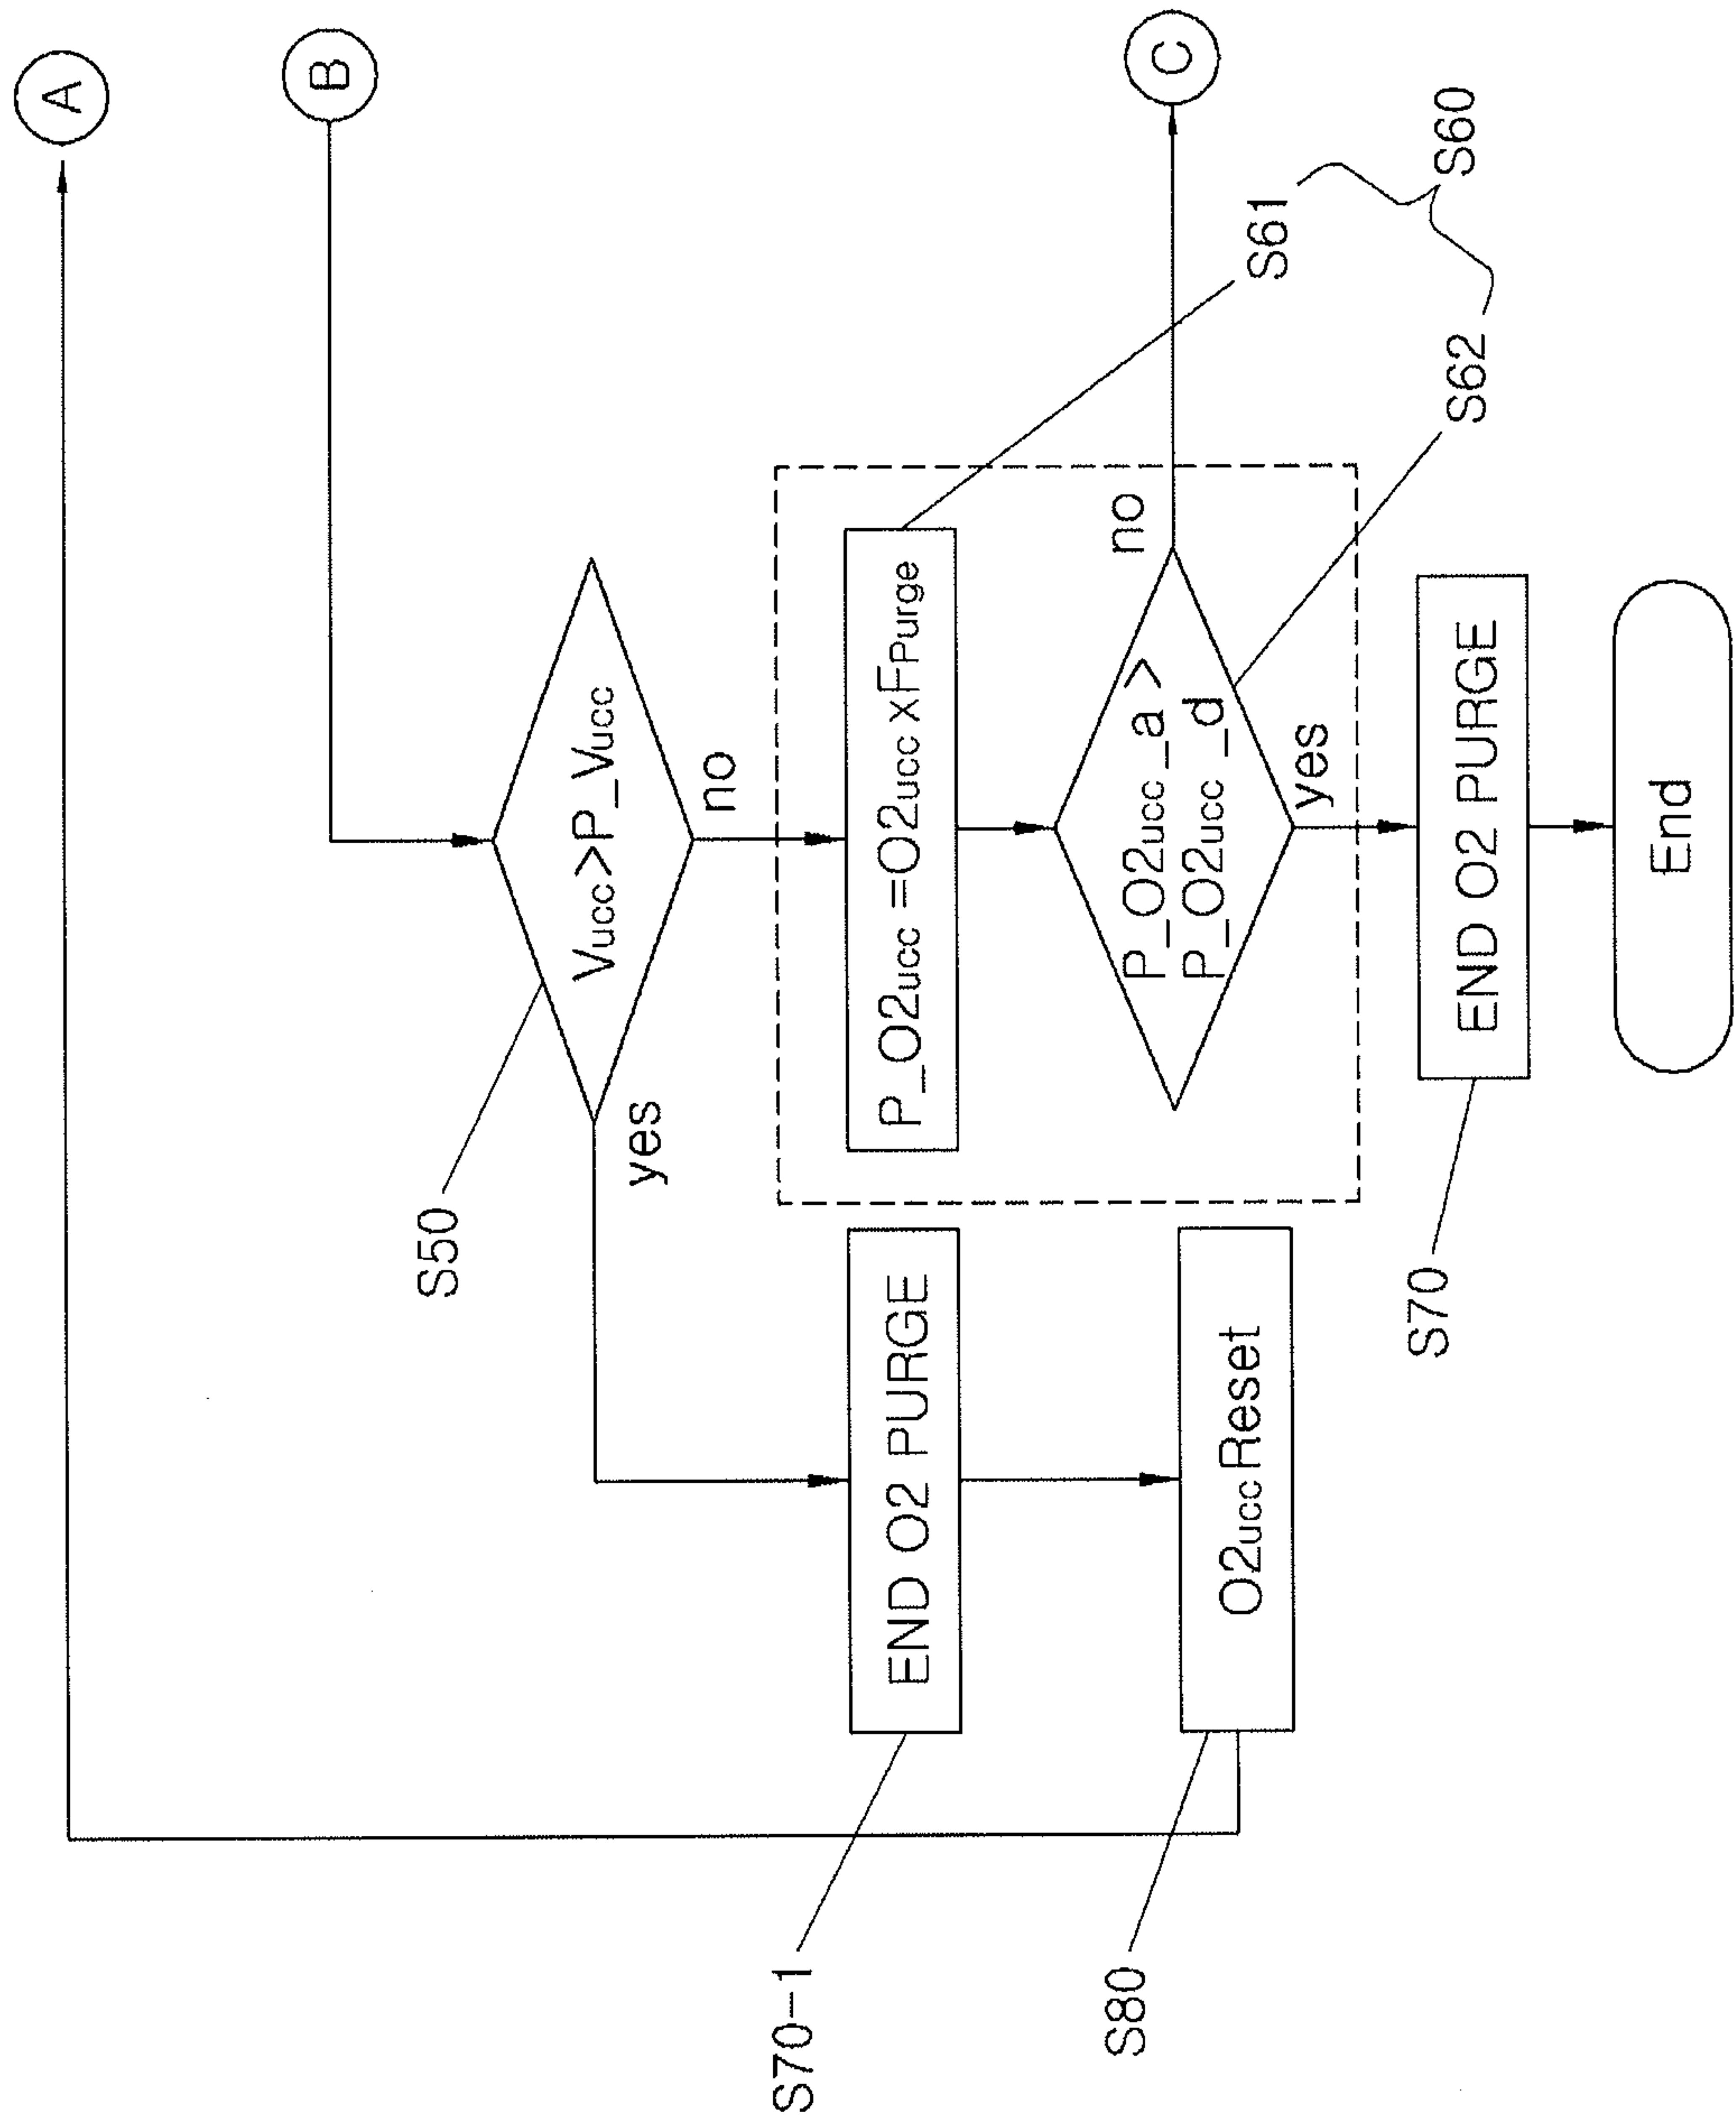 A
B
S50
Vucc>P_Vucc
yes
no
S70-1
END O2 PURGE
P_O2ucc =O2ucc xFPurge
S61
S60
S80
O2ucc Reset
P_O2ucc _a >
P_O2ucc _d
no
C
S62
yes
S70
END O2 PURGE
End